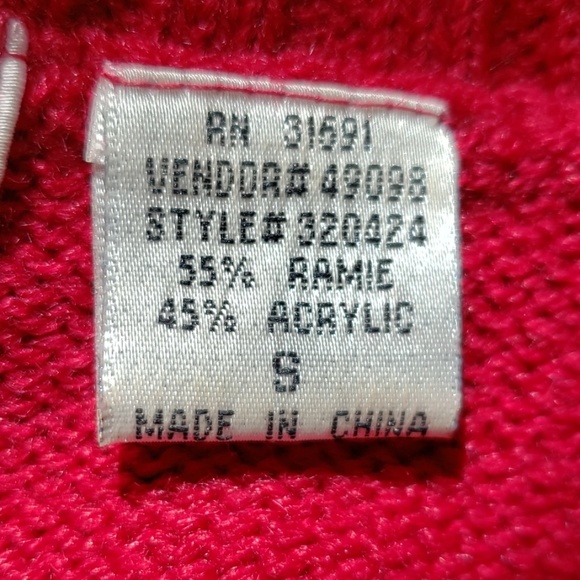 RN 31691
VENDOR# 49098
STYLE# 320424
55% RAMIE
45% ACRYLIC
S
MADE IN CHINA